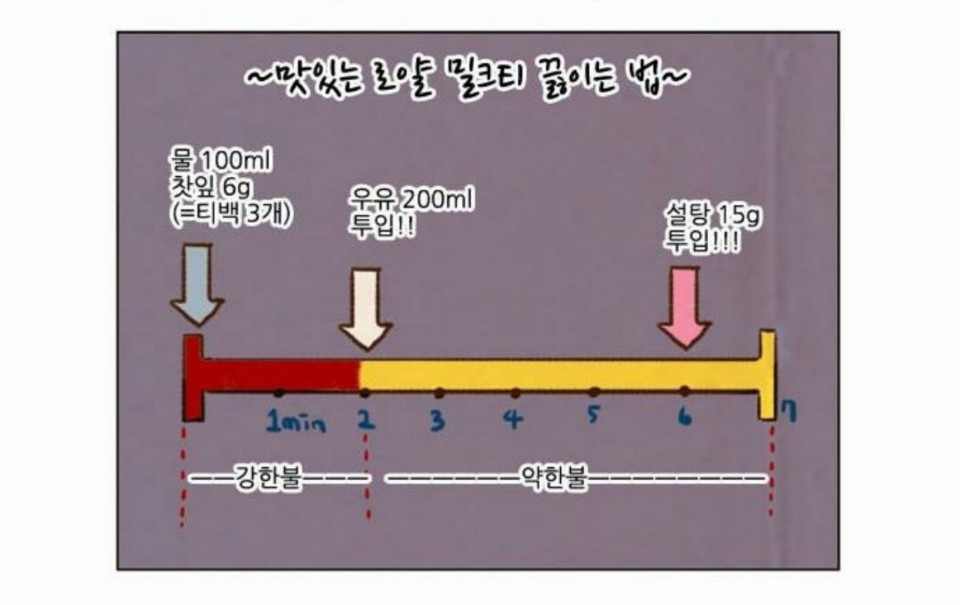 ~맛있는 로얄 밀크티 끓이는 법~
물 100ml
찻잎 6g
(=티백 3개)
우유 200ml
투입!!
설탕 15g
투입!!!
1min 2 3 4 5 6 7
강한불
약한불